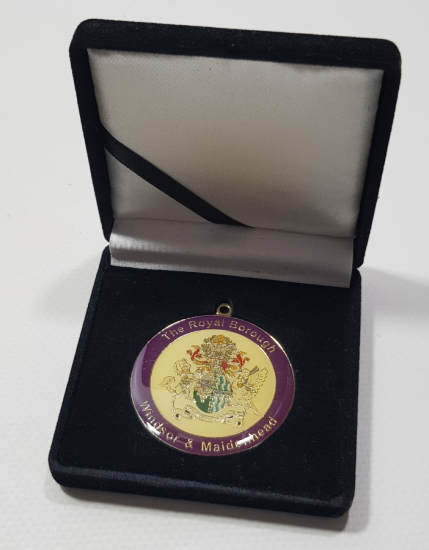 The Royal Borough
Windsor & Maidenhead